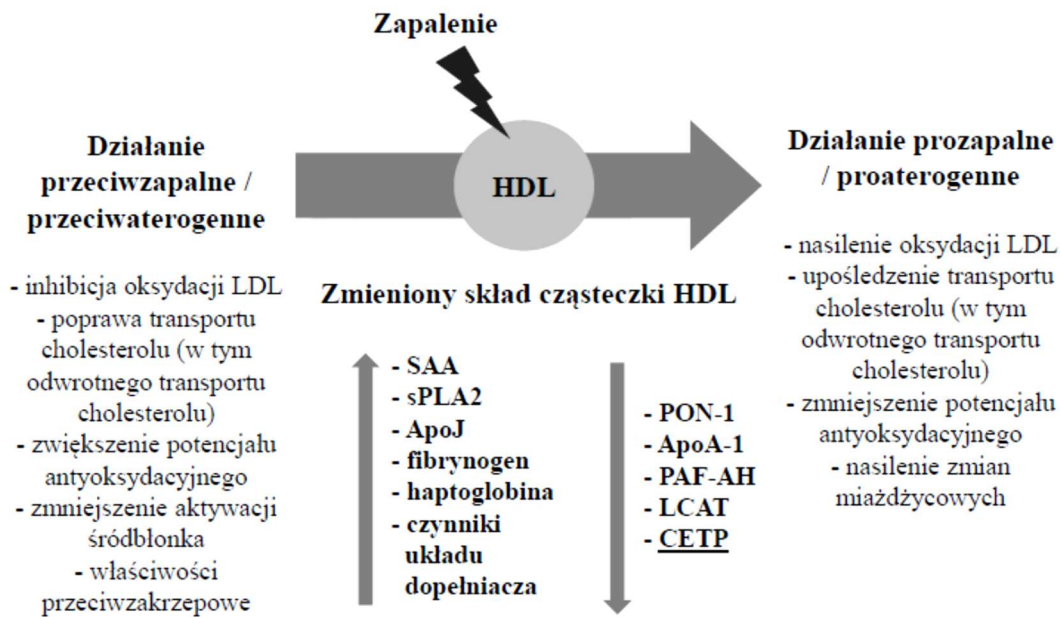 Zapalenie
Działanie
przeciwzapalne /
przeciwaterogenne
- inhibicja oksydacji LDL
- poprawa transportu
cholesterolu (w tym
odwrotnego transportu
cholesterolu)
- zwiększenie potencjału
antyoksydacyjnego
- zmniejszenie aktywacji
śródbłonka
- właściwości
przeciwzakrzepowe
HDL
Zmieniony skład cząsteczki HDL
- SAA
- sPLA2
- ApoJ
- fibrynogen
- haptoglobina
- czynniki
układu
dopełniacza
- PON-1
- ApoA-1
- PAF-AH
- LCAT
- CETP
Działanie prozapalne
/ proaterogenne
- nasilenie oksydacji LDL
- upośledzenie transportu
cholesterolu (w tym
odwrotnego transportu
cholesterolu)
- zmniejszenie potencjału
antyoksydacyjnego
- nasilenie zmian
miażdżycowych